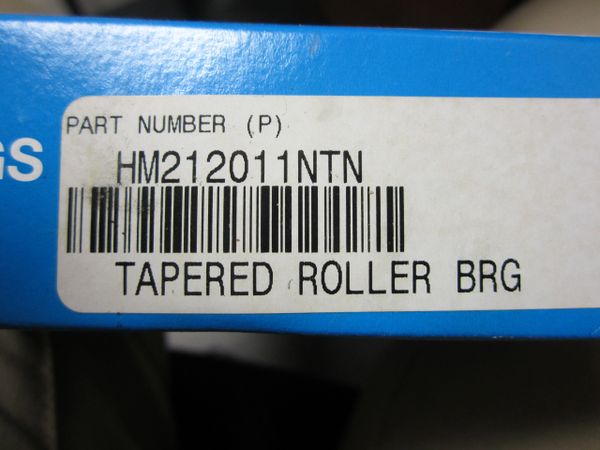 PART NUMBER (P)
GS
HM212011NTN
TAPERED ROLLER BRG